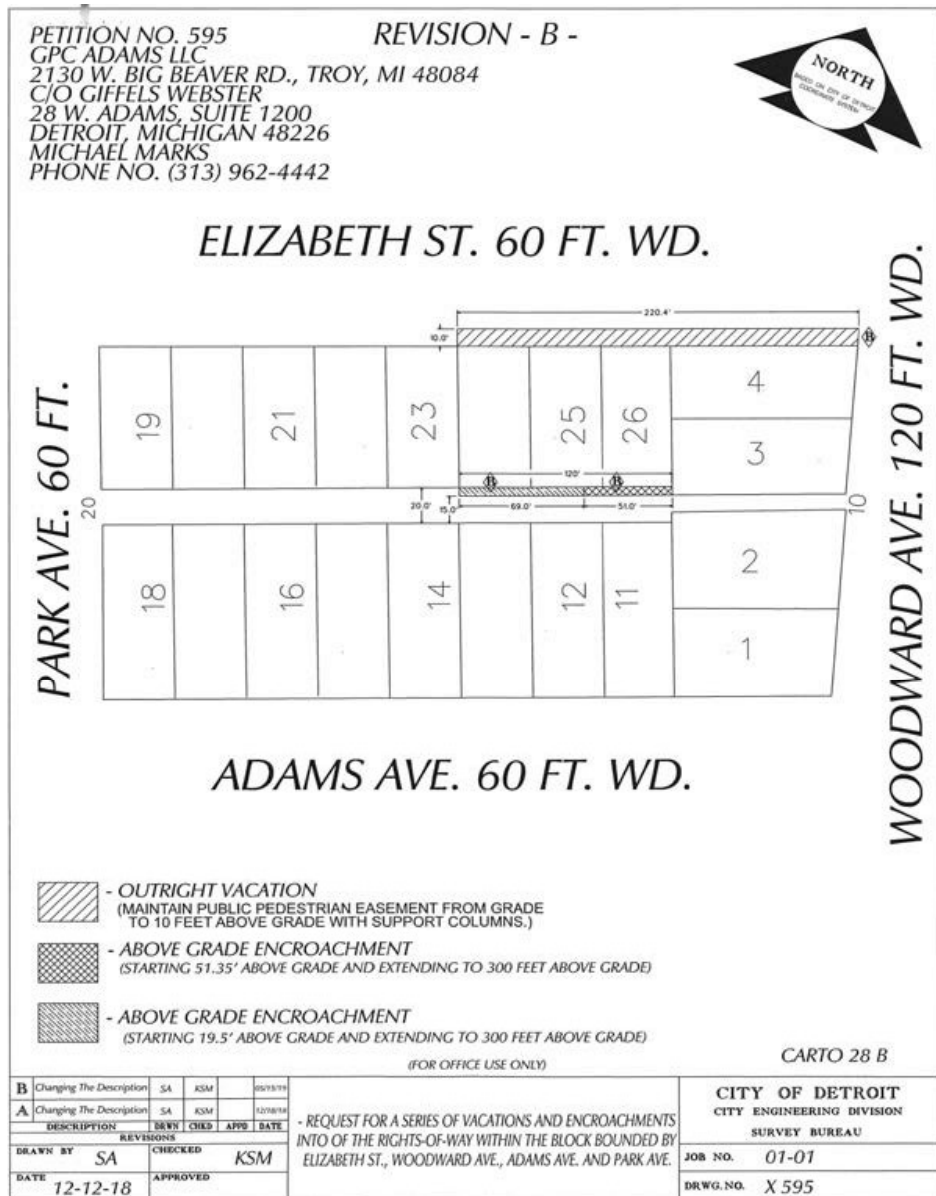 PETITION NO. 595
GPC ADAMS LLC
2130 W. BIG BEAVER RD., TROY, MI 48084
C/O GIFFELS WEBSTER
28 W. ADAMS, SUITE 1200
DETROIT, MICHIGAN 48226
MICHAEL MARKS
PHONE NO. (313) 962-4442
REVISION - B -
NORTH
BASED ON CITY OF DETROIT
COORDINATE SYSTEM
ELIZABETH ST. 60 FT. WD.
PARK AVE. 60 FT.
WOODWARD AVE. 120 FT. WD.
220.4'
10.0'
B
19
21
23
25
26
4
3
120'
B
B
20
20.0'
15.0'
69.0'
51.0'
10
18
16
14
12
11
2
1
ADAMS AVE. 60 FT. WD.
- OUTRIGHT VACATION
(MAINTAIN PUBLIC PEDESTRIAN EASEMENT FROM GRADE
TO 10 FEET ABOVE GRADE WITH SUPPORT COLUMNS.)
- ABOVE GRADE ENCROACHMENT
(STARTING 51.35' ABOVE GRADE AND EXTENDING TO 300 FEET ABOVE GRADE)
- ABOVE GRADE ENCROACHMENT
(STARTING 19.5' ABOVE GRADE AND EXTENDING TO 300 FEET ABOVE GRADE)
(FOR OFFICE USE ONLY)
CARTO 28 B
B Changing The Description SA KSM
A Changing The Description SA KSM 12/18/18
DESCRIPTION DRWN CHKD APPD DATE
REVISIONS
DRAWN BY SA
CHECKED KSM
DATE 12-12-18
APPROVED
- REQUEST FOR A SERIES OF VACATIONS AND ENCROACHMENTS
INTO OF THE RIGHTS-OF-WAY WITHIN THE BLOCK BOUNDED BY
ELIZABETH ST., WOODWARD AVE., ADAMS AVE. AND PARK AVE.
CITY OF DETROIT
CITY ENGINEERING DIVISION
SURVEY BUREAU
JOB NO. 01-01
DRWG. NO. X 595